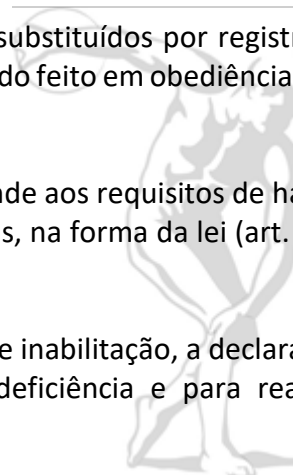 substituídos por registr
do feito em obediência
nde aos requisitos de ha
s, na forma da lei (art.
e inabilitação, a declara
deficiência e para rea